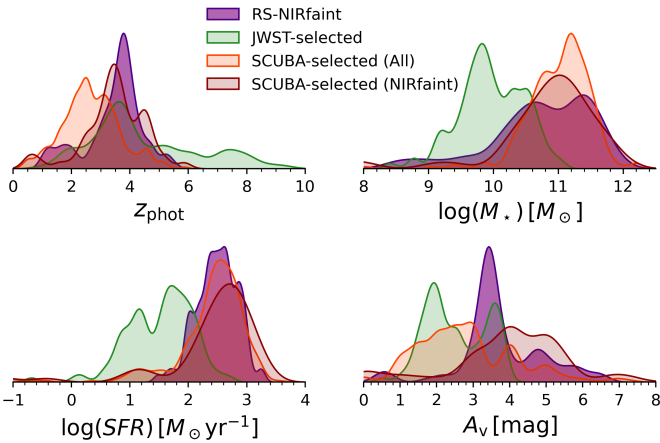 RS-NIRfaint
JWST-selected
SCUBA-selected (All)
SCUBA-selected (NIRfaint)
0 2 4 6 8 10
z_phot
8 9 10 11 12
log(M⋆) [M⊙]
−1 0 1 2 3 4
log(SFR) [M⊙ yr⁻¹]
0 1 2 3 4 5 6 7 8
A_V [mag]